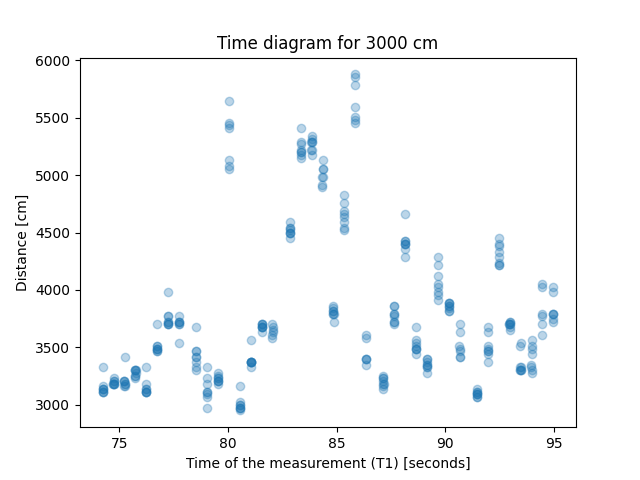 Time diagram for 3000 cm
6000
5500
5000
4500
4000
3500
3000
Distance [cm]
75 80 85 90 95
Time of the measurement (T1) [seconds]